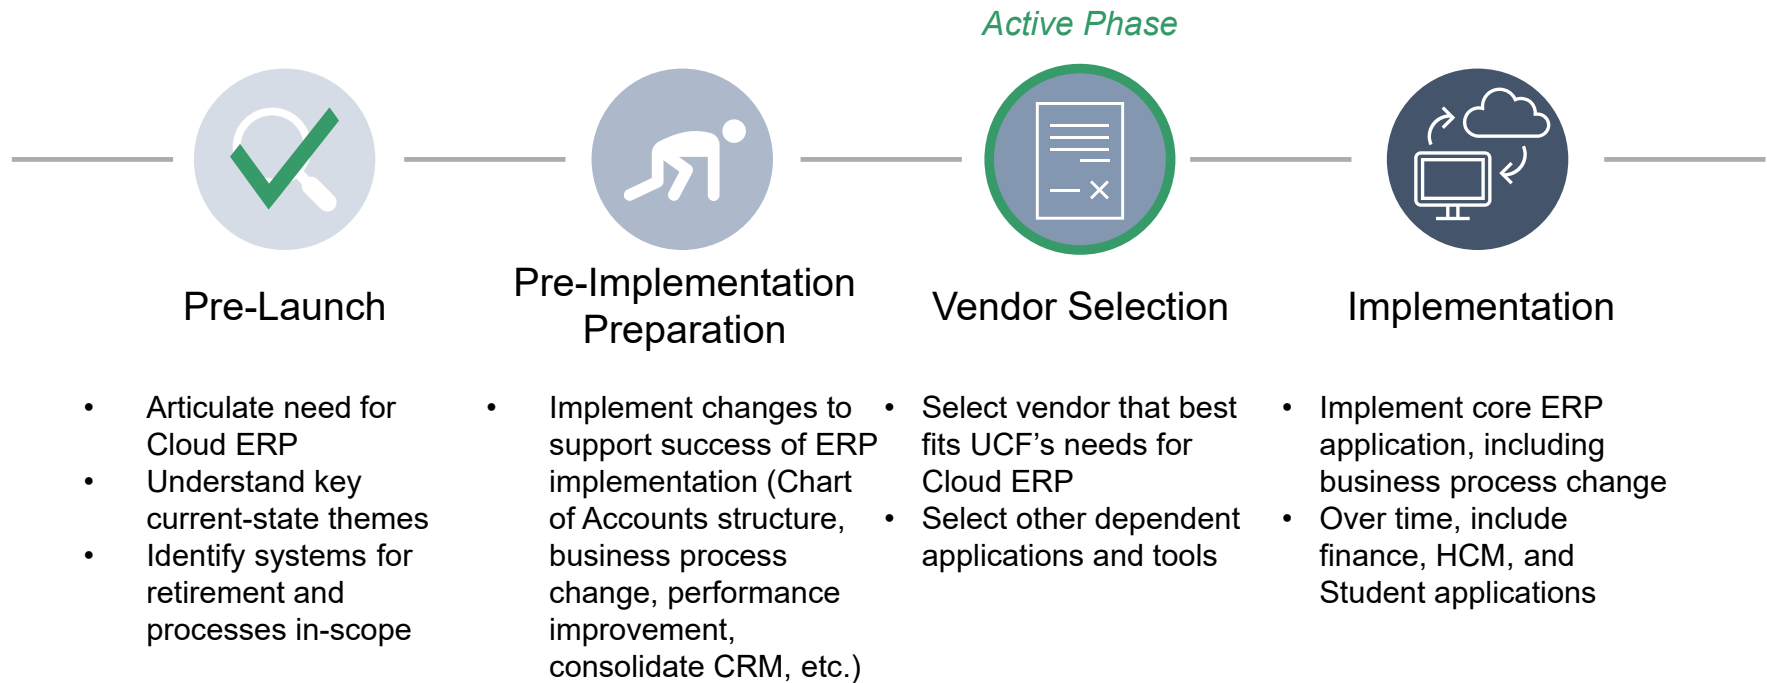 Active Phase
Pre-Launch
Pre-Implementation
Preparation
Vendor Selection
Implementation
• Articulate need for
Cloud ERP
• Understand key
current-state themes
• Identify systems for
retirement and
processes in-scope
• Implement changes to
support success of ERP
implementation (Chart
of Accounts structure,
business process
change, performance
improvement,
consolidate CRM, etc.)
• Select vendor that best
fits UCF’s needs for
Cloud ERP
• Select other dependent
applications and tools
• Implement core ERP
application, including
business process change
• Over time, include
finance, HCM, and
Student applications